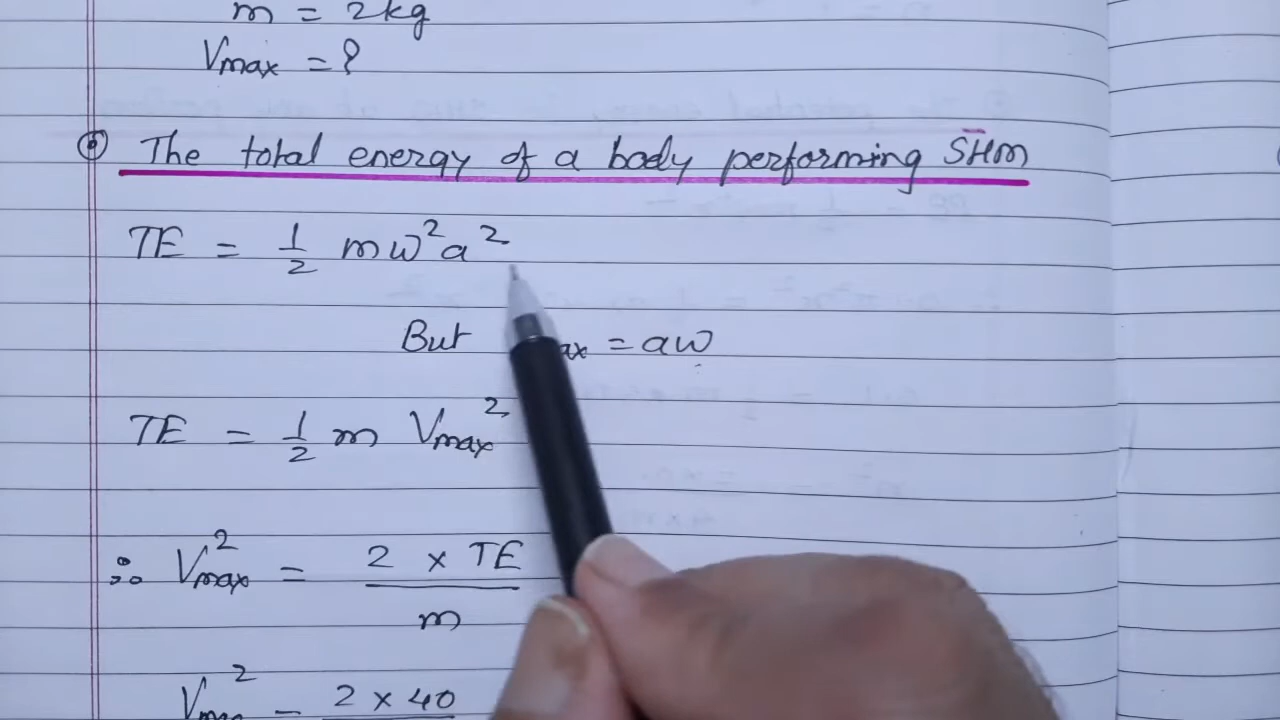 m = 2kg
Vmax = ?
The total energy of a body performing SHM
TE = 1/2 mω²a²
But ax = aω
TE = 1/2 m Vmax²
∴ Vmax² = 2 × TE / m
2 × 40